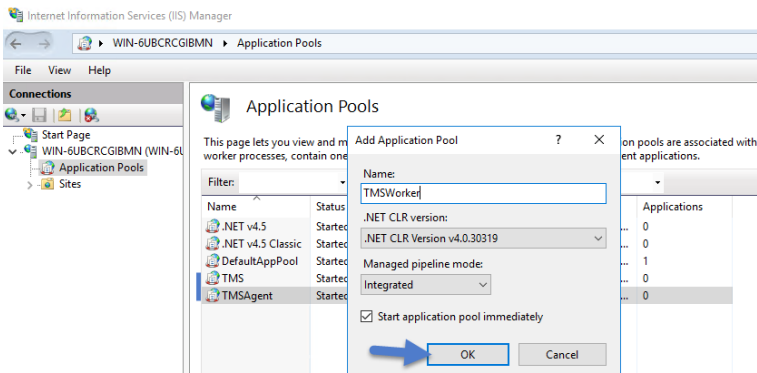 Internet Information Services (IIS) Manager
WIN-6UBCRCGIBMN Application Pools
File View Help
Connections
Start Page
WIN-6UBCRCGIBMN (WIN-6U
Application Pools
Sites
Application Pools
This page lets you view and m
on pools are associated with
worker processes, contain one
ent applications.
Filter:
Name Status Applications
.NET v4.5 Started ... 0
.NET v4.5 Classic Started ... 0
DefaultAppPool Started ... 1
TMS Started ... 0
TMSAgent Started ... 0
Add Application Pool ? ×
Name:
TMSWorker
.NET CLR version:
.NET CLR Version v4.0.30319
Managed pipeline mode:
Integrated
Start application pool immediately
OK Cancel